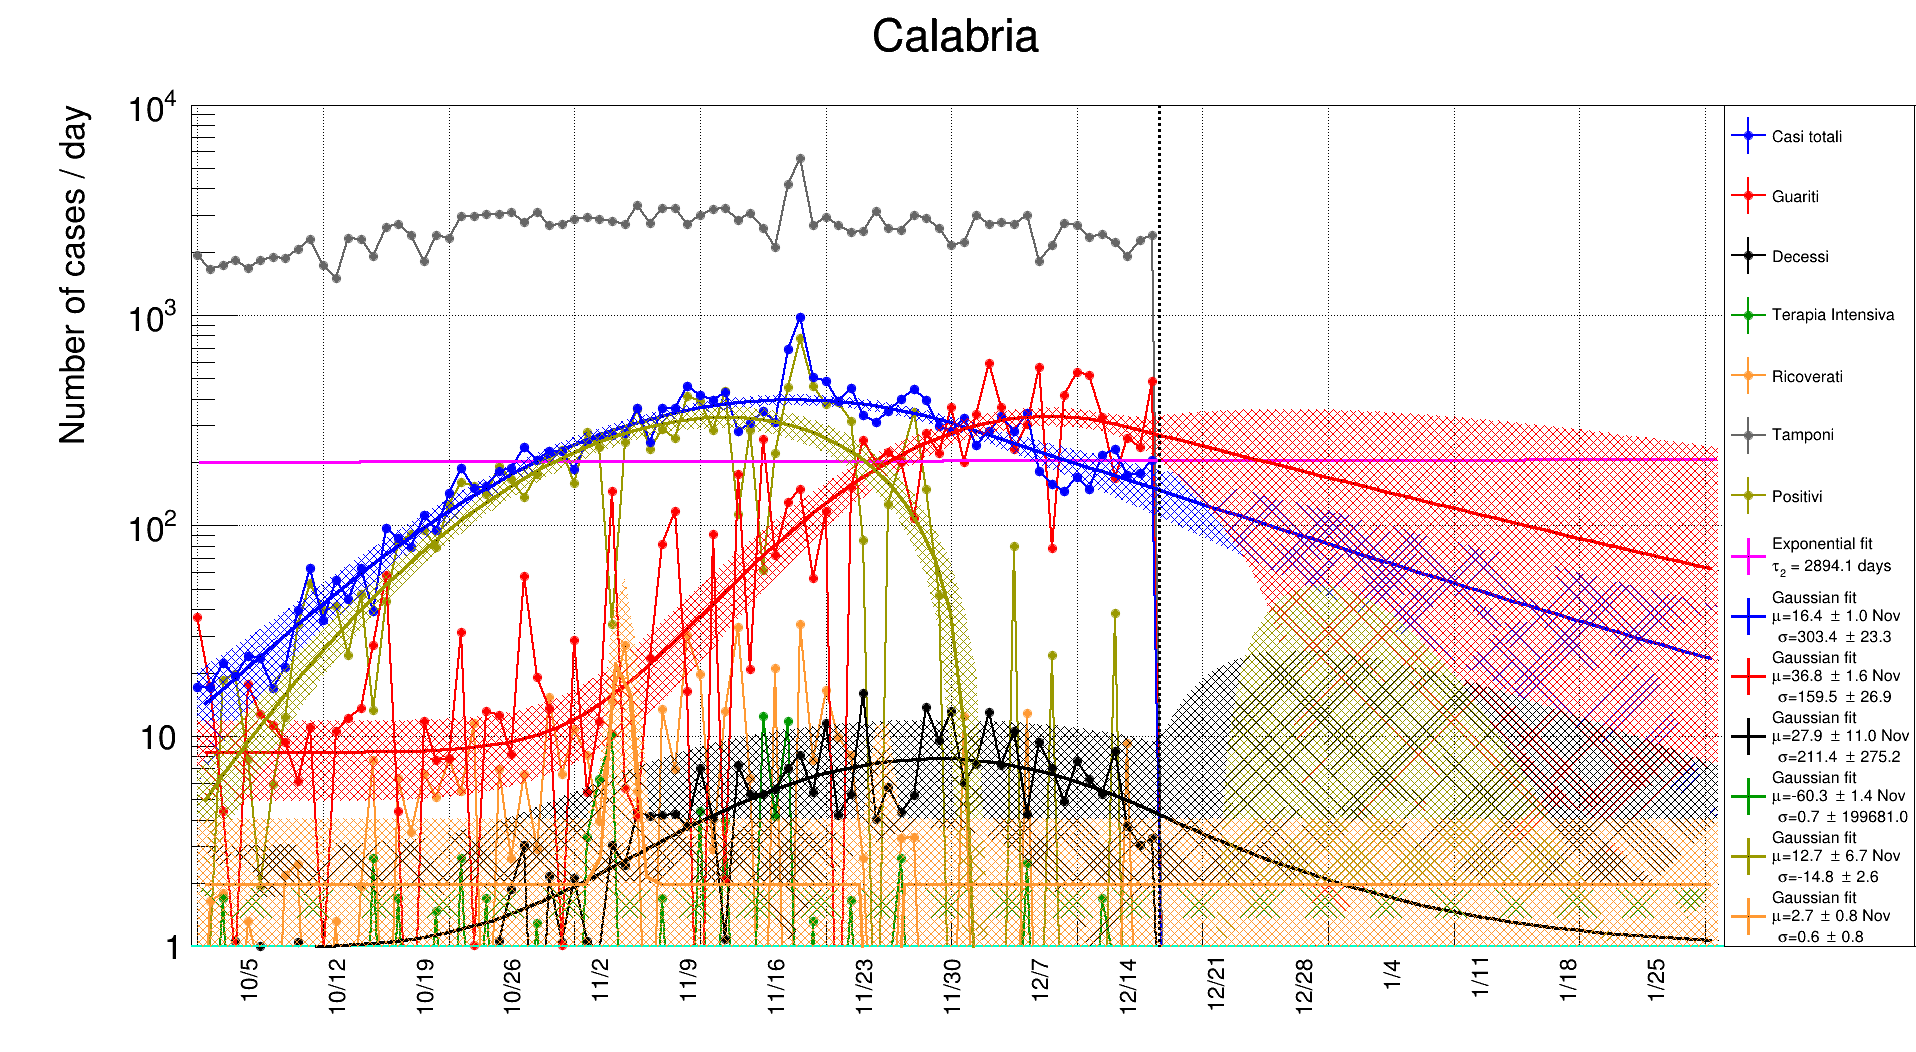 Calabria
Number of cases / day
10⁴
10³
10²
10
1
10/5
10/12
10/19
10/26
11/2
11/9
11/16
11/23
11/30
12/7
12/14
12/21
12/28
1/4
1/11
1/18
1/25
Casi totali
Guariti
Decessi
Terapia Intensiva
Ricoverati
Tamponi
Positivi
Exponential fit
τ₂ = 2894.1 days
Gaussian fit
μ=16.4 ± 1.0 Nov
σ=303.4 ± 23.3
Gaussian fit
μ=36.8 ± 1.6 Nov
σ=159.5 ± 26.9
Gaussian fit
μ=27.9 ± 11.0 Nov
σ=211.4 ± 275.2
Gaussian fit
μ=-60.3 ± 1.4 Nov
σ=0.7 ± 199681.0
Gaussian fit
μ=12.7 ± 6.7 Nov
σ=-14.8 ± 2.6
Gaussian fit
μ=2.7 ± 0.8 Nov
σ=0.6 ± 0.8